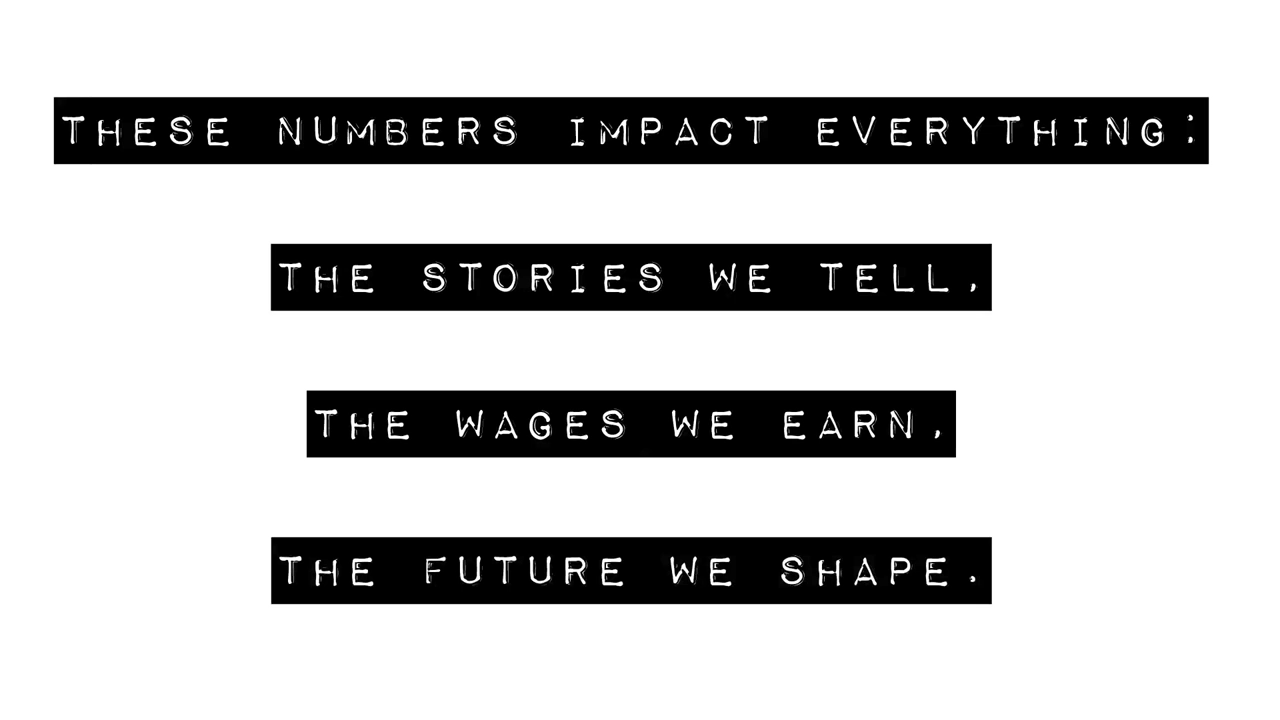 THESE NUMBERS IMPACT EVERYTHING:
THE STORIES WE TELL,
THE WAGES WE EARN,
THE FUTURE WE SHAPE.